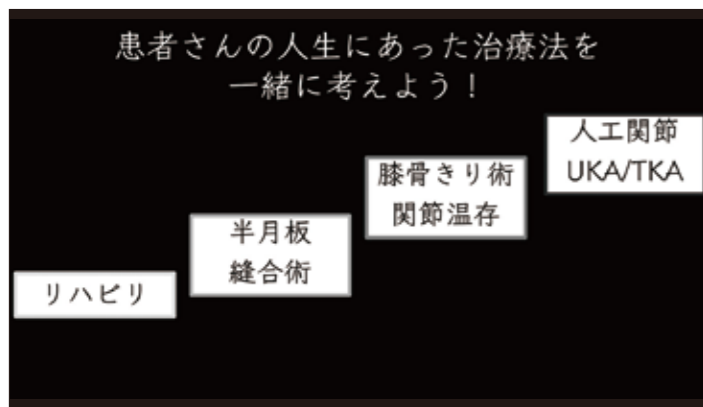 患者さんの人生にあった治療法を
一緒に考えよう！
人工関節
UKA/TKA
膝骨きり術
関節温存
半月板
縫合術
リハビリ